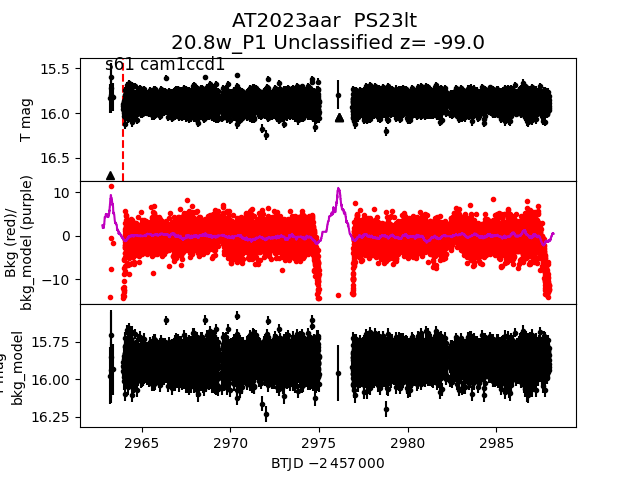 AT2023aar  PS23lt
20.8w_P1 Unclassified z= -99.0
s61 cam1ccd1
15.5
16.0
16.5
T mag
10
0
−10
Bkg (red)/
bkg_model (purple)
15.75
16.00
16.25
mag
bkg_model
2965
2970
2975
2980
2985
BTJD −2 457 000